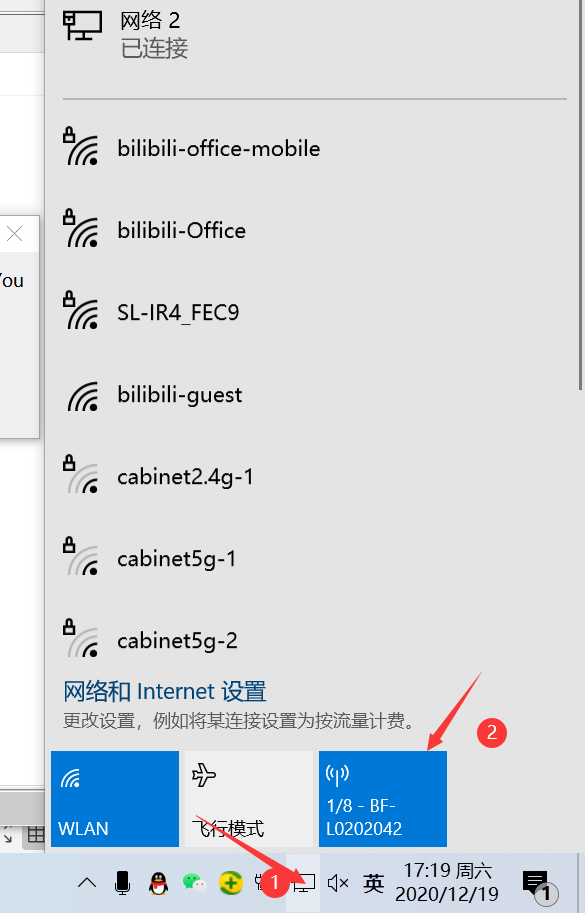 网络 2
已连接
bilibili-office-mobile
bilibili-Office
You
SL-IR4_FEC9
bilibili-guest
cabinet2.4g-1
cabinet5g-1
cabinet5g-2
网络和 Internet 设置
更改设置，例如将某连接设置为按流量计费。
2
WLAN
飞行模式
1/8 - BF-
L0202042
1
英
17:19 周六
2020/12/19
1